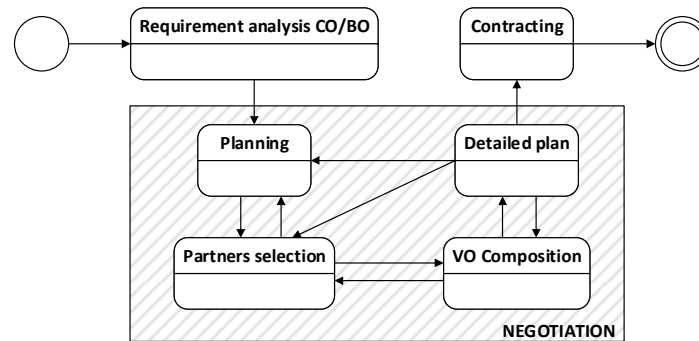 Requirement analysis CO/BO
Contracting
Planning
Detailed plan
Partners selection
VO Composition
NEGOTIATION